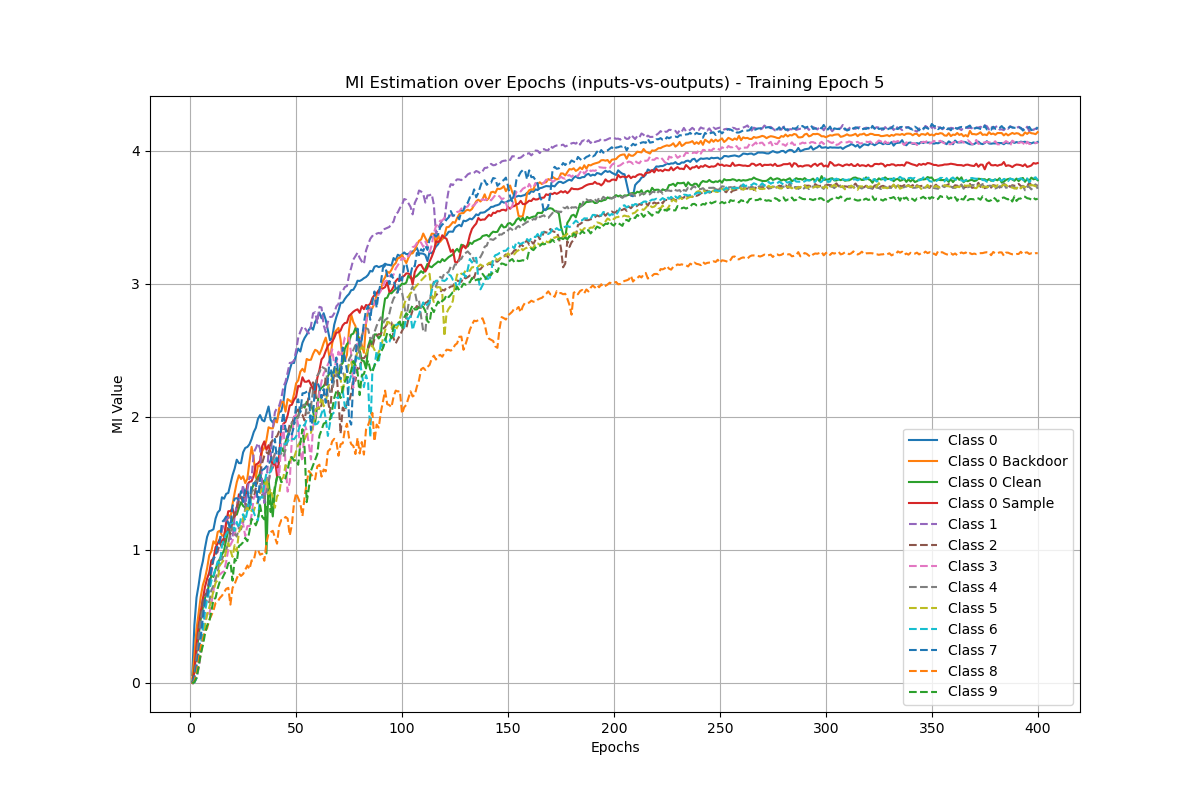 MI Estimation over Epochs (inputs-vs-outputs) - Training Epoch 5
MI Value
4
3
2
1
0
0 50 100 150 200 250 300 350 400
Epochs
Class 0
Class 0 Backdoor
Class 0 Clean
Class 0 Sample
Class 1
Class 2
Class 3
Class 4
Class 5
Class 6
Class 7
Class 8
Class 9